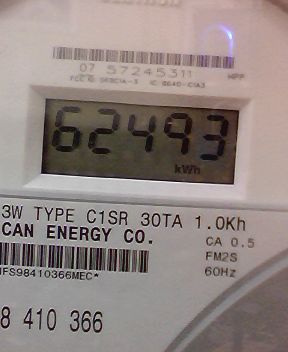 07 57245311 HPP
62493
kWh
3W TYPE C1SR 30TA 1.0Kh
CAN ENERGY CO.
CA 0.5
FM2S
60Hz
8 410 366